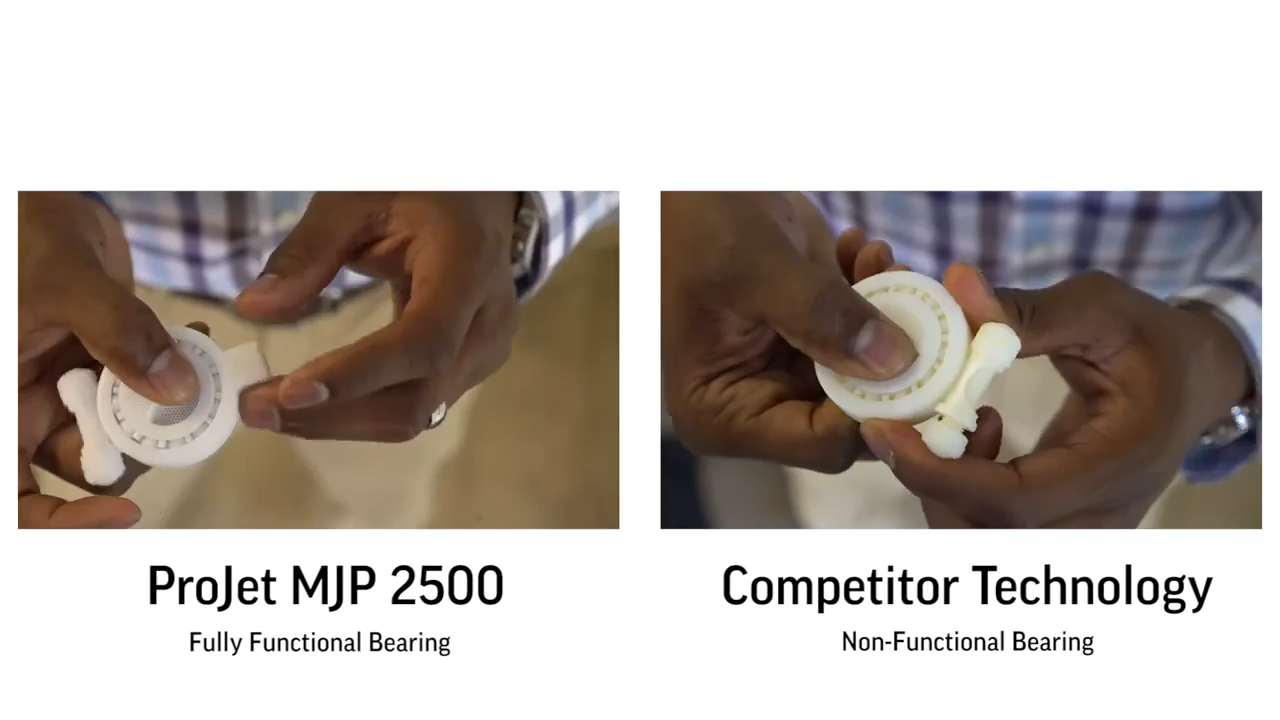 ProJet MJP 2500
Fully Functional Bearing
Competitor Technology
Non-Functional Bearing